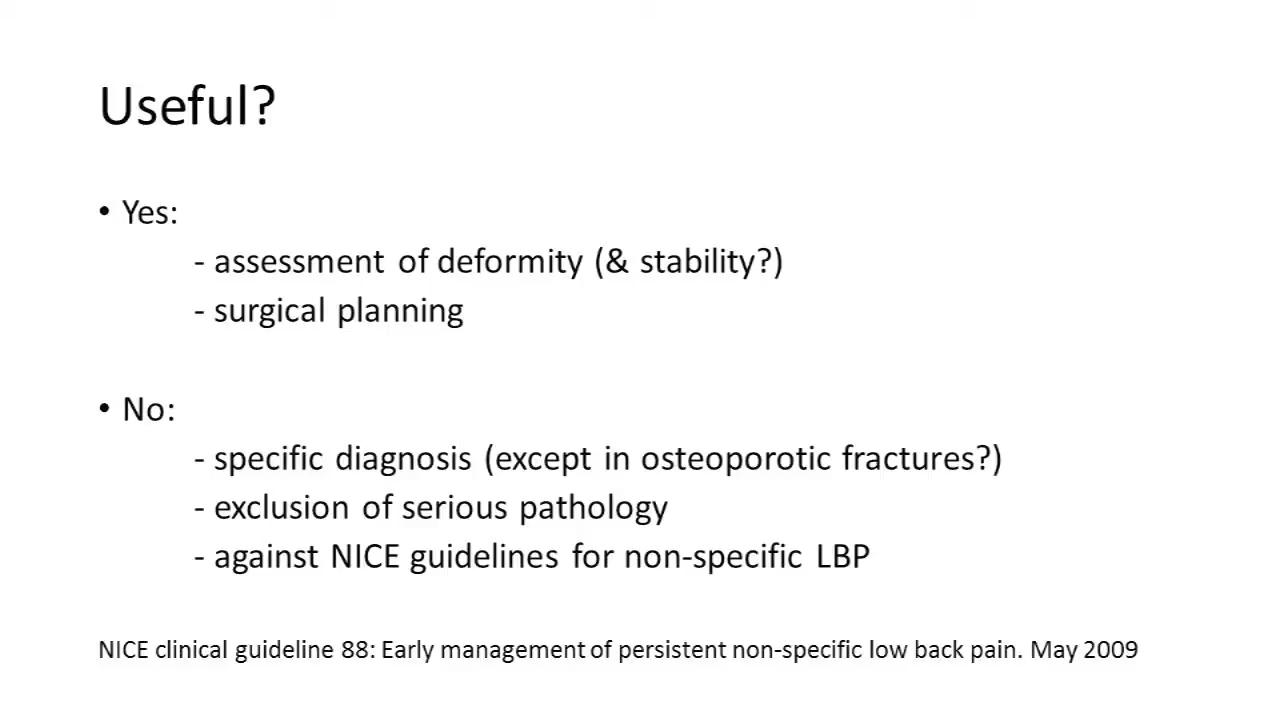 Useful?
• Yes:
- assessment of deformity (& stability?)
- surgical planning
• No:
- specific diagnosis (except in osteoporotic fractures?)
- exclusion of serious pathology
- against NICE guidelines for non-specific LBP
NICE clinical guideline 88: Early management of persistent non-specific low back pain. May 2009